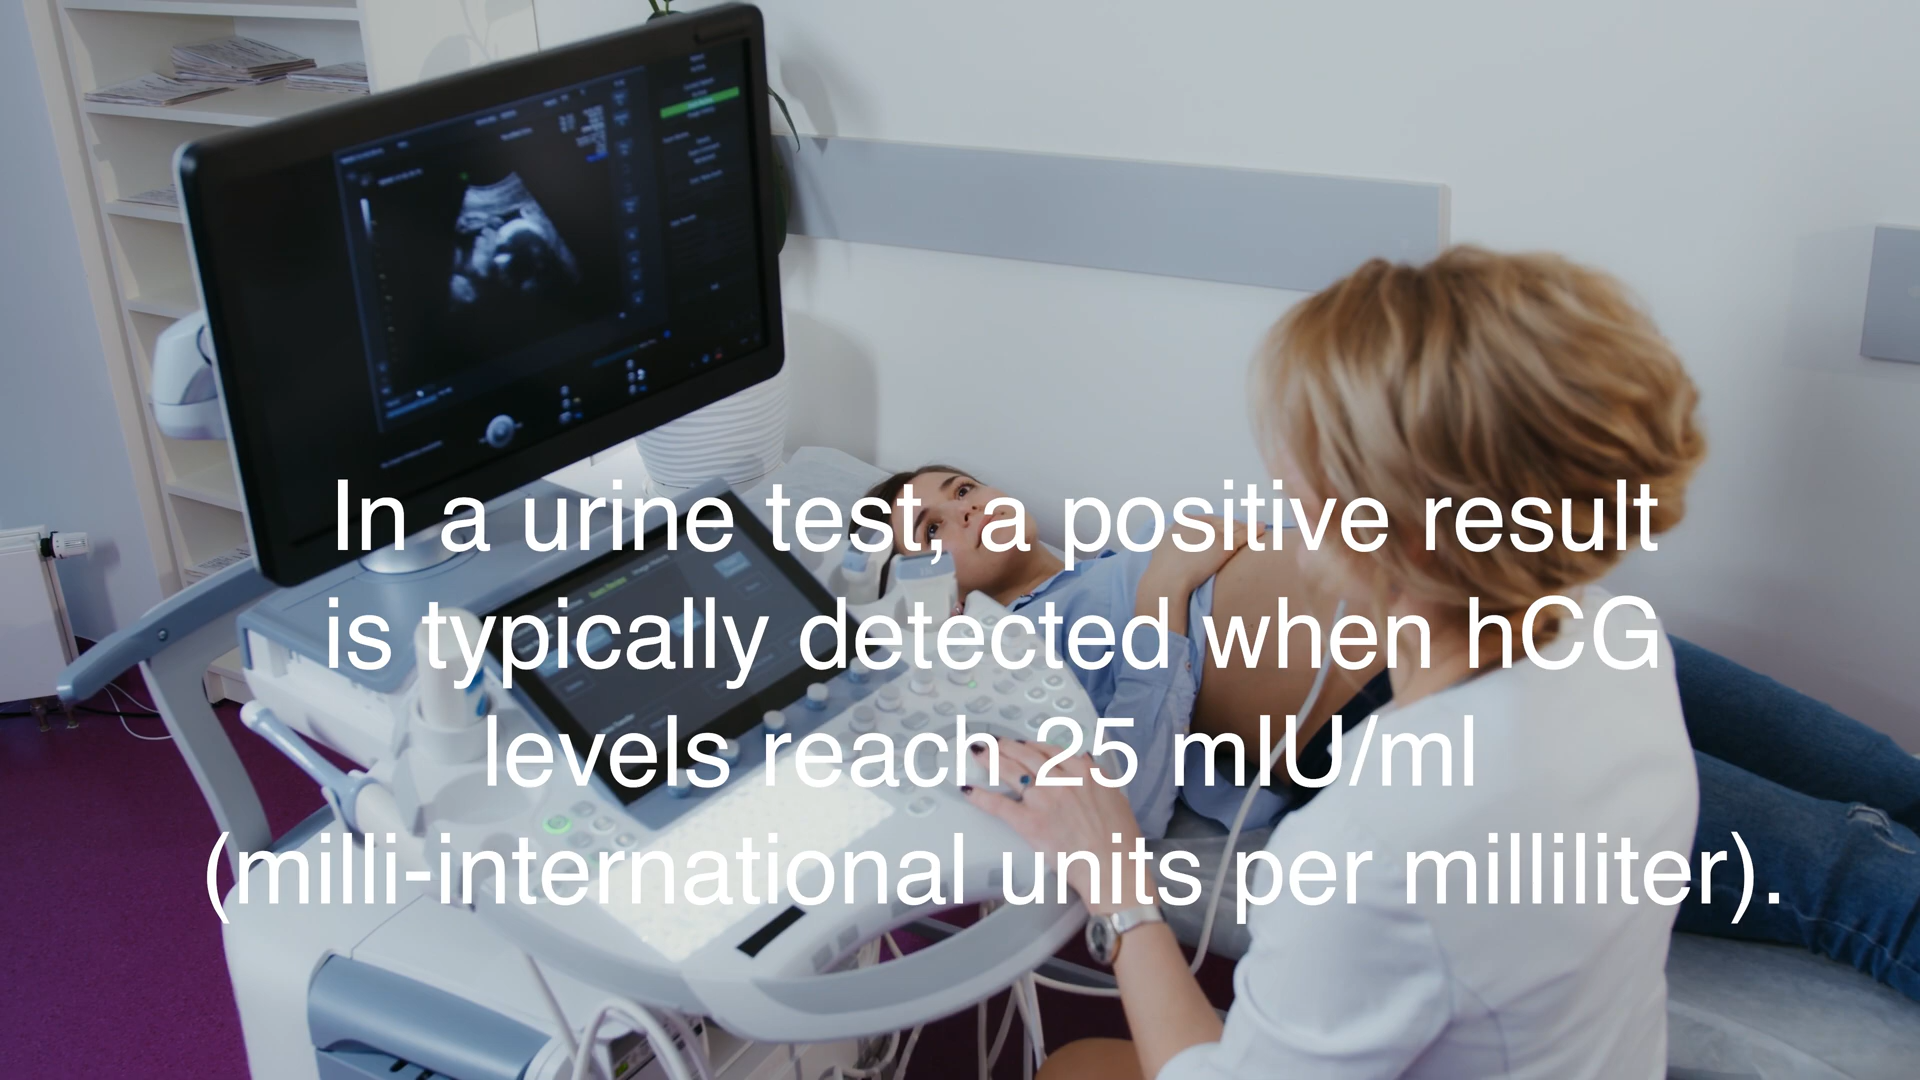 In a urine test, a positive result
is typically detected when hCG
levels reach 25 mIU/ml
(milli-international units per milliliter).